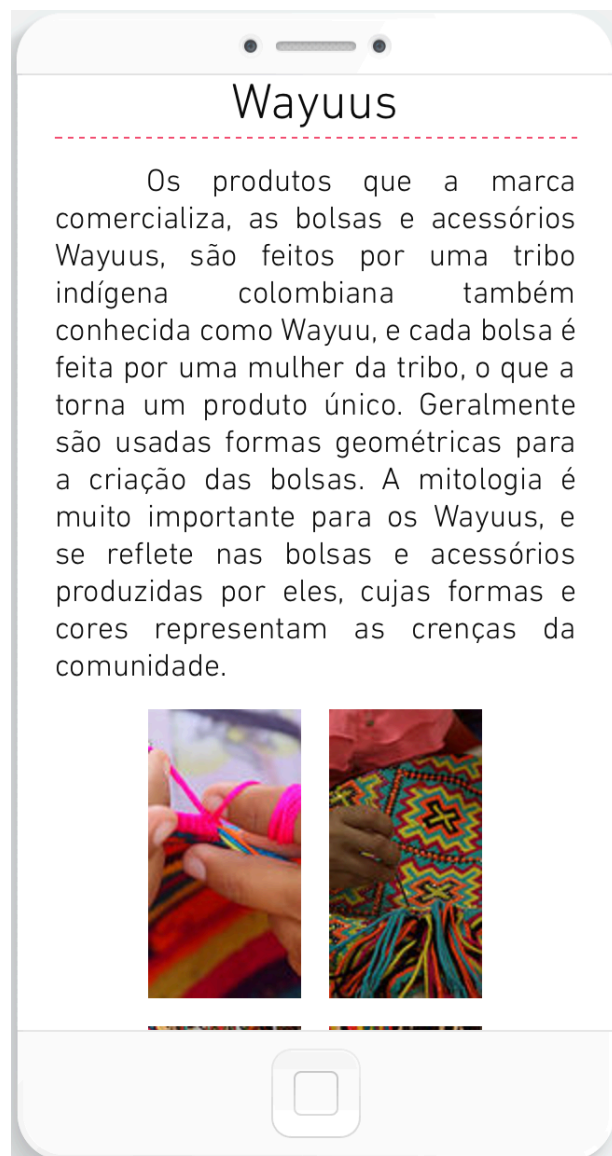 Wayuus
Os produtos que a marca
comercializa, as bolsas e acessórios
Wayuus, são feitos por uma tribo
indígena colombiana também
conhecida como Wayuu, e cada bolsa é
feita por uma mulher da tribo, o que a
torna um produto único. Geralmente
são usadas formas geométricas para
a criação das bolsas. A mitologia é
muito importante para os Wayuus, e
se reflete nas bolsas e acessórios
produzidas por eles, cujas formas e
cores representam as crenças da
comunidade.